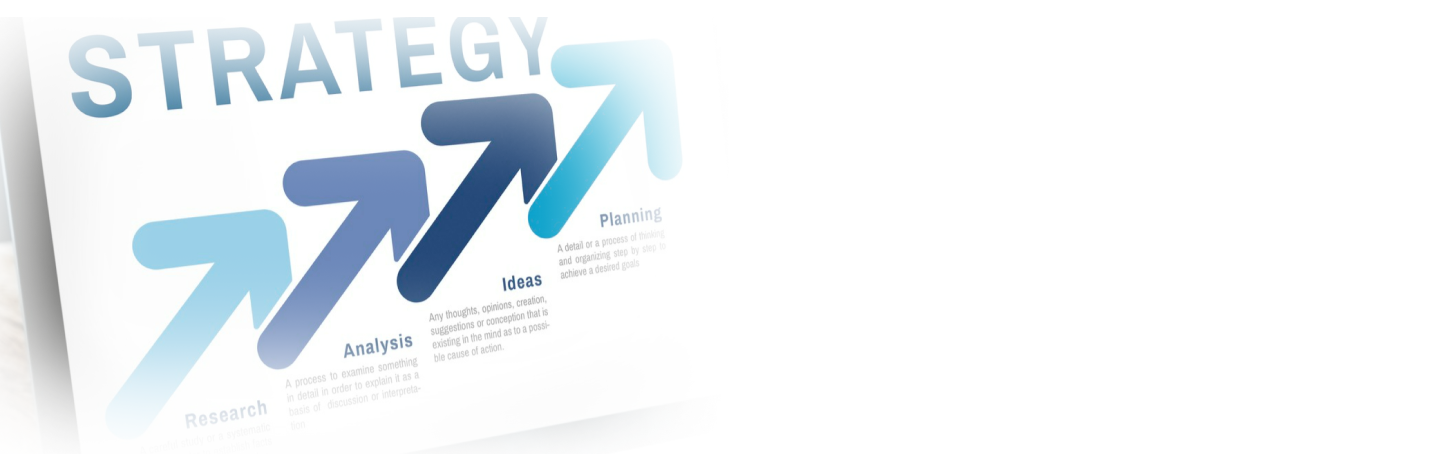 STRATEGY
Planning
A detail or a process of thinking
and organizing step by step to
achieve a desired goals
Ideas
Any thoughts, opinions, creation,
suggestions or conception that is
existing in the mind as to a possi-
ble cause of action.
Analysis
A process to examine something
in detail in order to explain it as a
basis of discussion or interpreta-
tion
Research